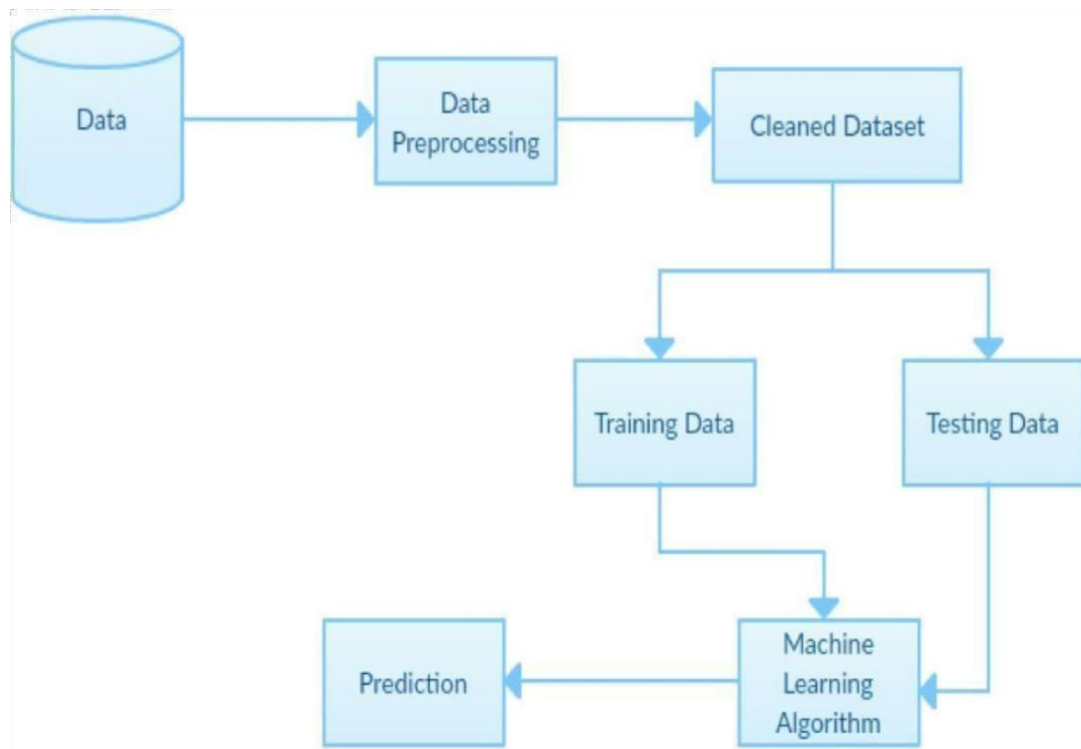 Data
Data
Preprocessing
Cleaned Dataset
Training Data
Testing Data
Prediction
Machine
Learning
Algorithm